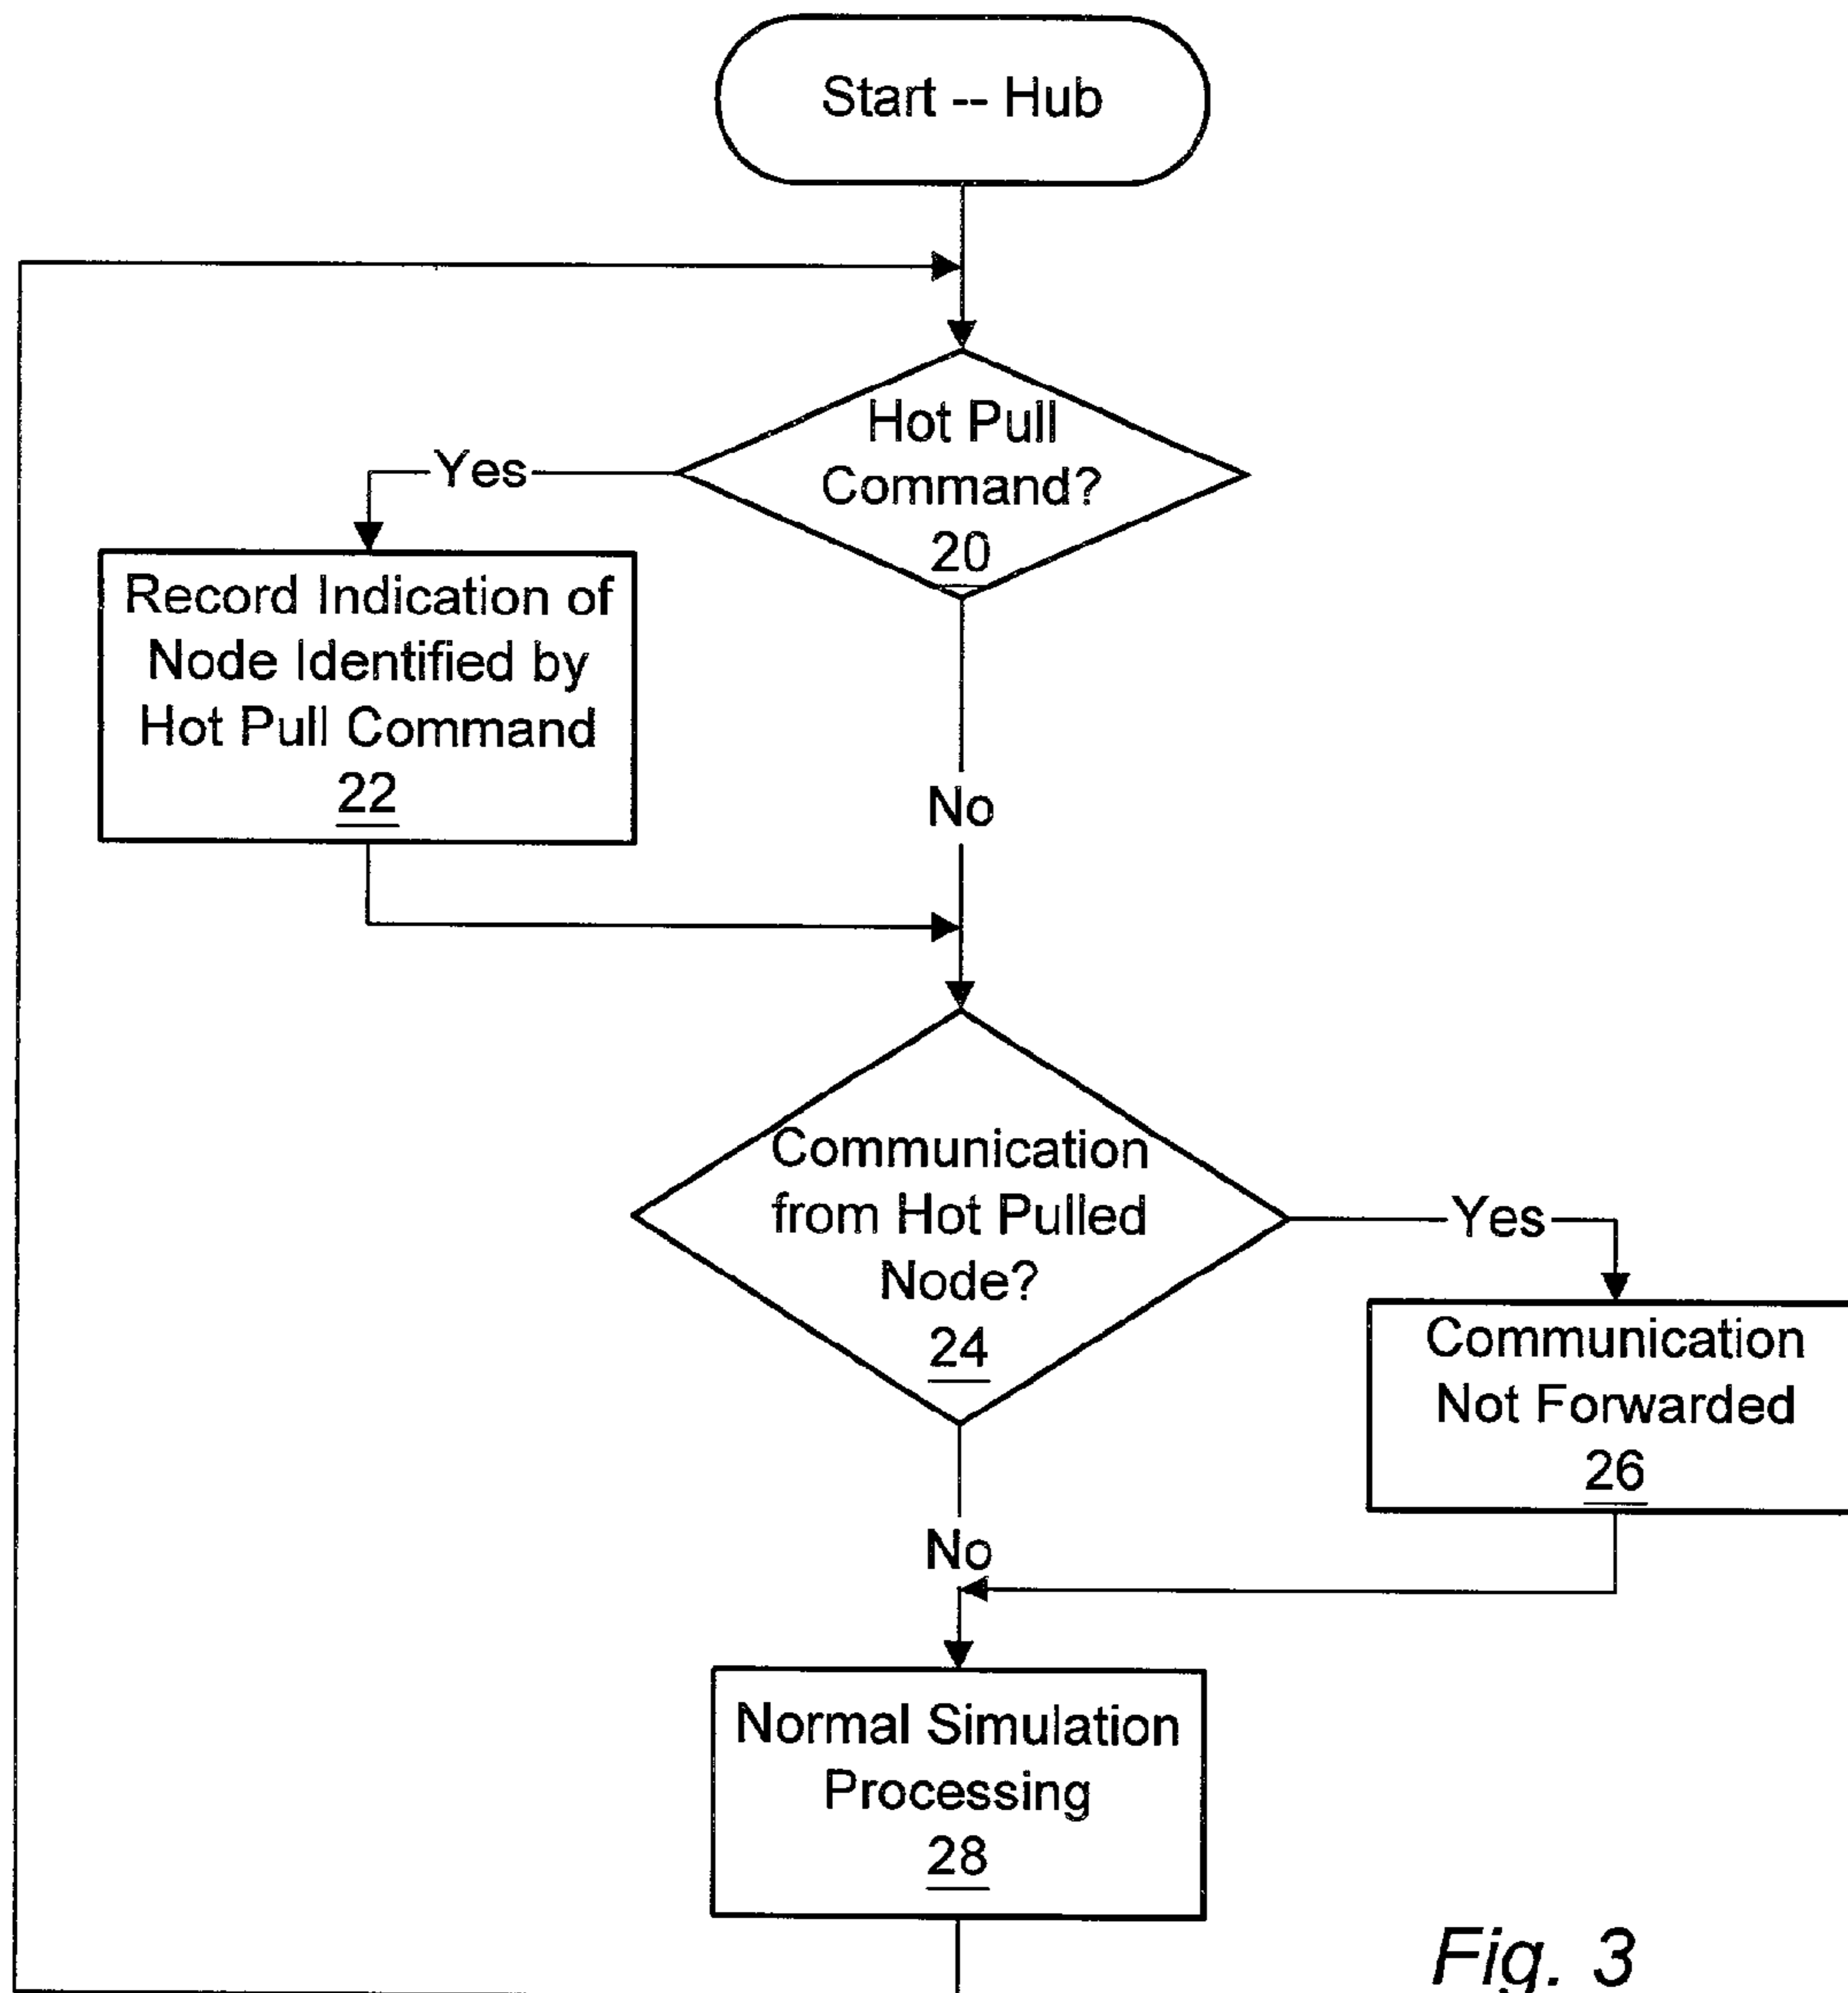 Start -- Hub
Hot Pull
Command?
20
Yes
Record Indication of
Node Identified by
Hot Pull Command
22
No
Communication
from Hot Pulled
Node?
24
Yes
Communication
Not Forwarded
26
No
Normal Simulation
Processing
28
Fig. 3